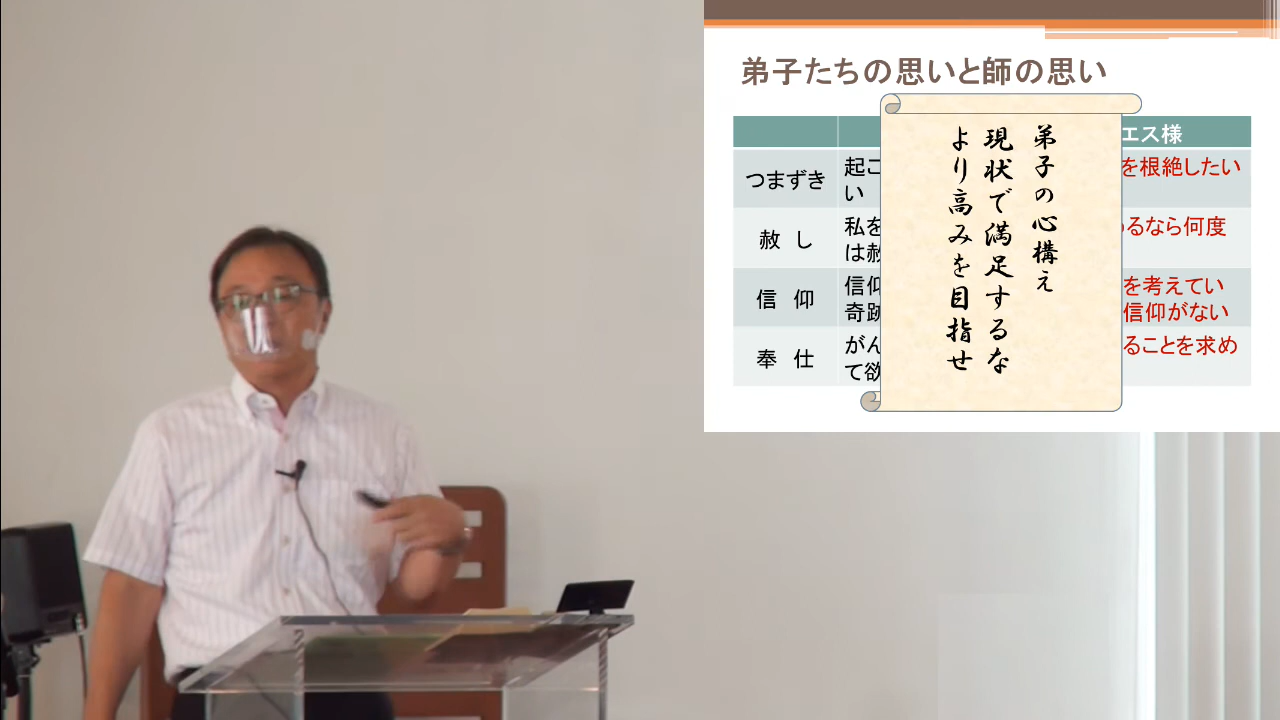 弟子たちの思いと師の思い
エス様
つまずき
起こ
い
を根絶したい
赦 し
私を
は赦
るなら何度
信 仰
信仰
奇跡
を考えてい
信仰がない
奉 仕
がん
て欲
ることを求め
弟子の心構え
現状で満足するな
より高みを目指せ